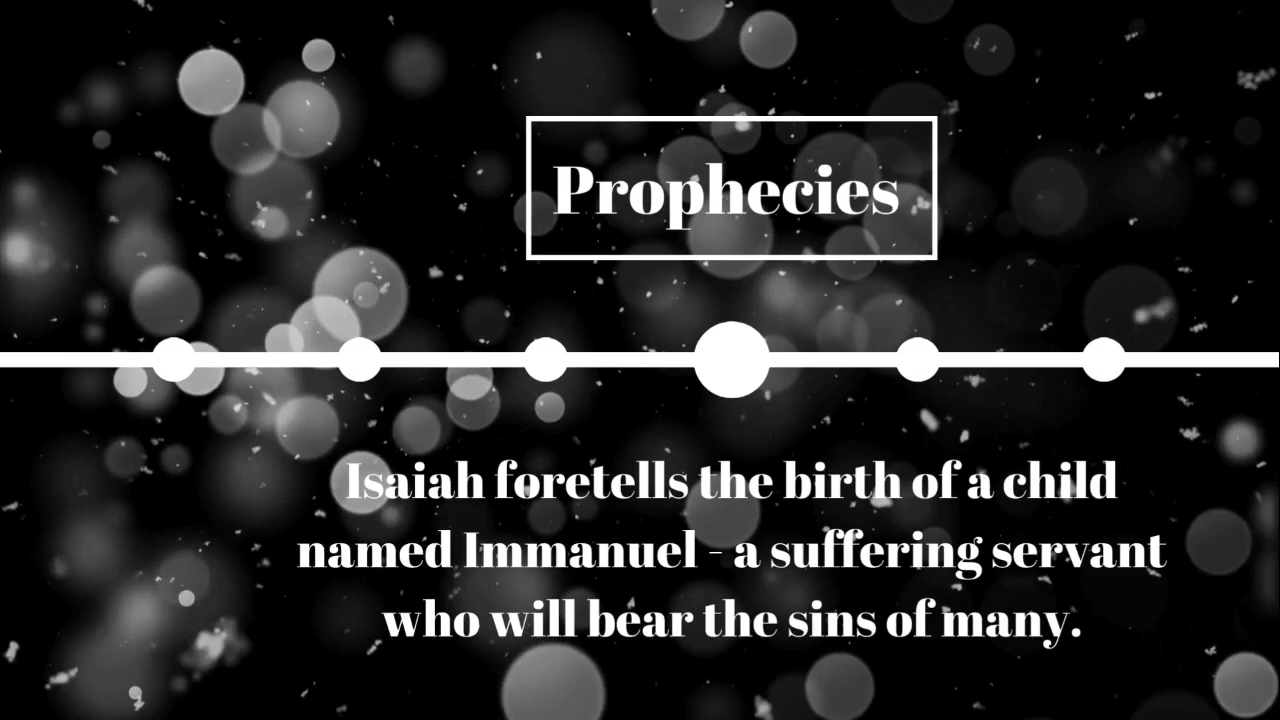 Prophecies
Isaiah foretells the birth of a child
named Immanuel - a suffering servant
who will bear the sins of many.